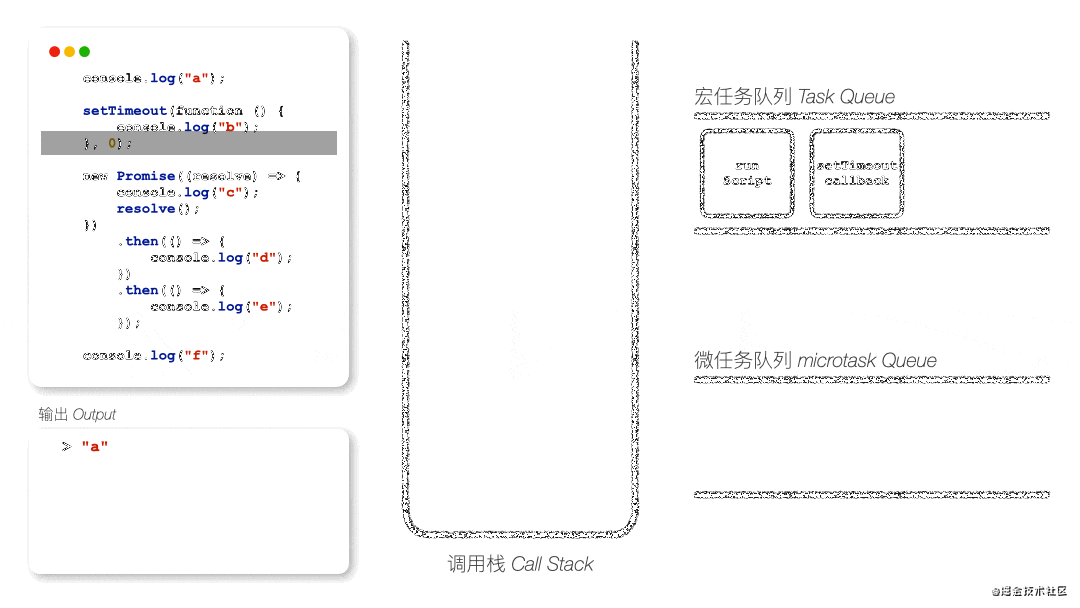 console.log("a");
setTimeout(function () {
    console.log("b");
}, 0);
new Promise((resolve) => {
    console.log("c");
    resolve();
})
    .then(() => {
        console.log("d");
    })
    .then(() => {
        console.log("e");
    });
console.log("f");
输出 Output
> "a"
调用栈 Call Stack
宏任务队列 Task Queue
run
Script
setTimeout
callback
微任务队列 microtask Queue
@掘金技术社区